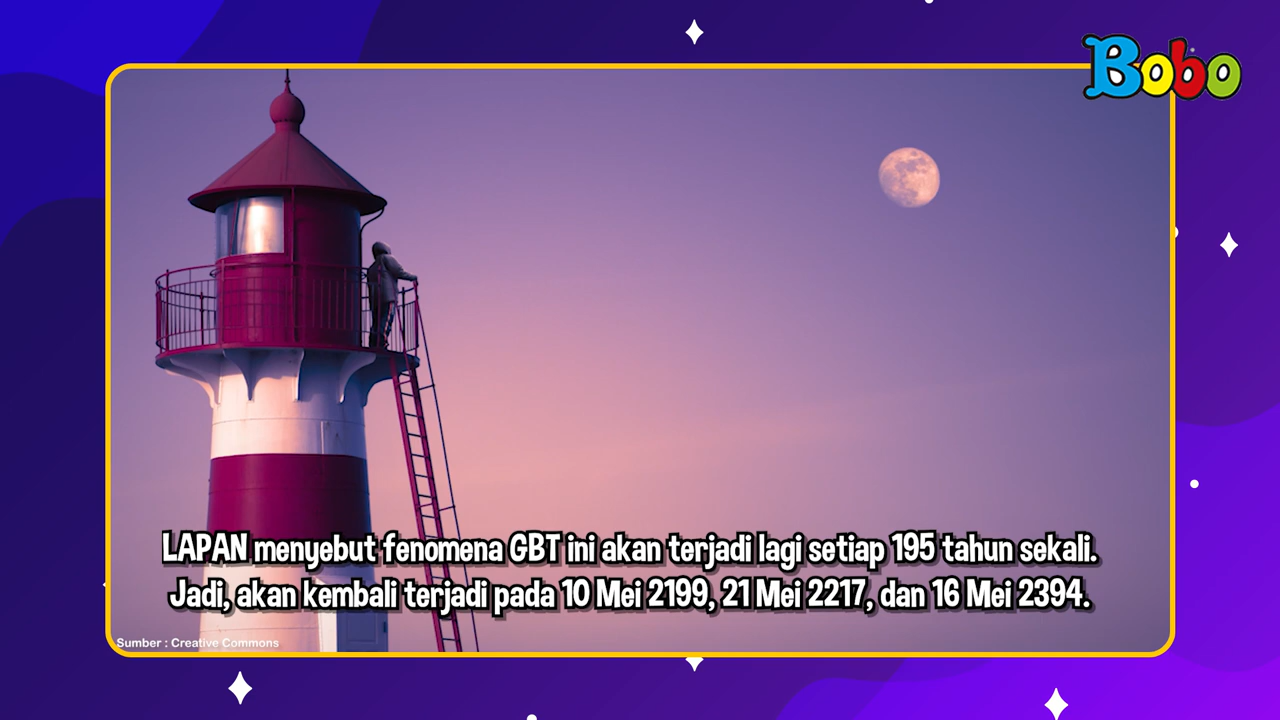 Bobo
LAPAN menyebut fenomena GBT ini akan terjadi lagi setiap 195 tahun sekali.
Jadi, akan kembali terjadi pada 10 Mei 2199, 21 Mei 2217, dan 16 Mei 2394.
Sumber : Creative Commons